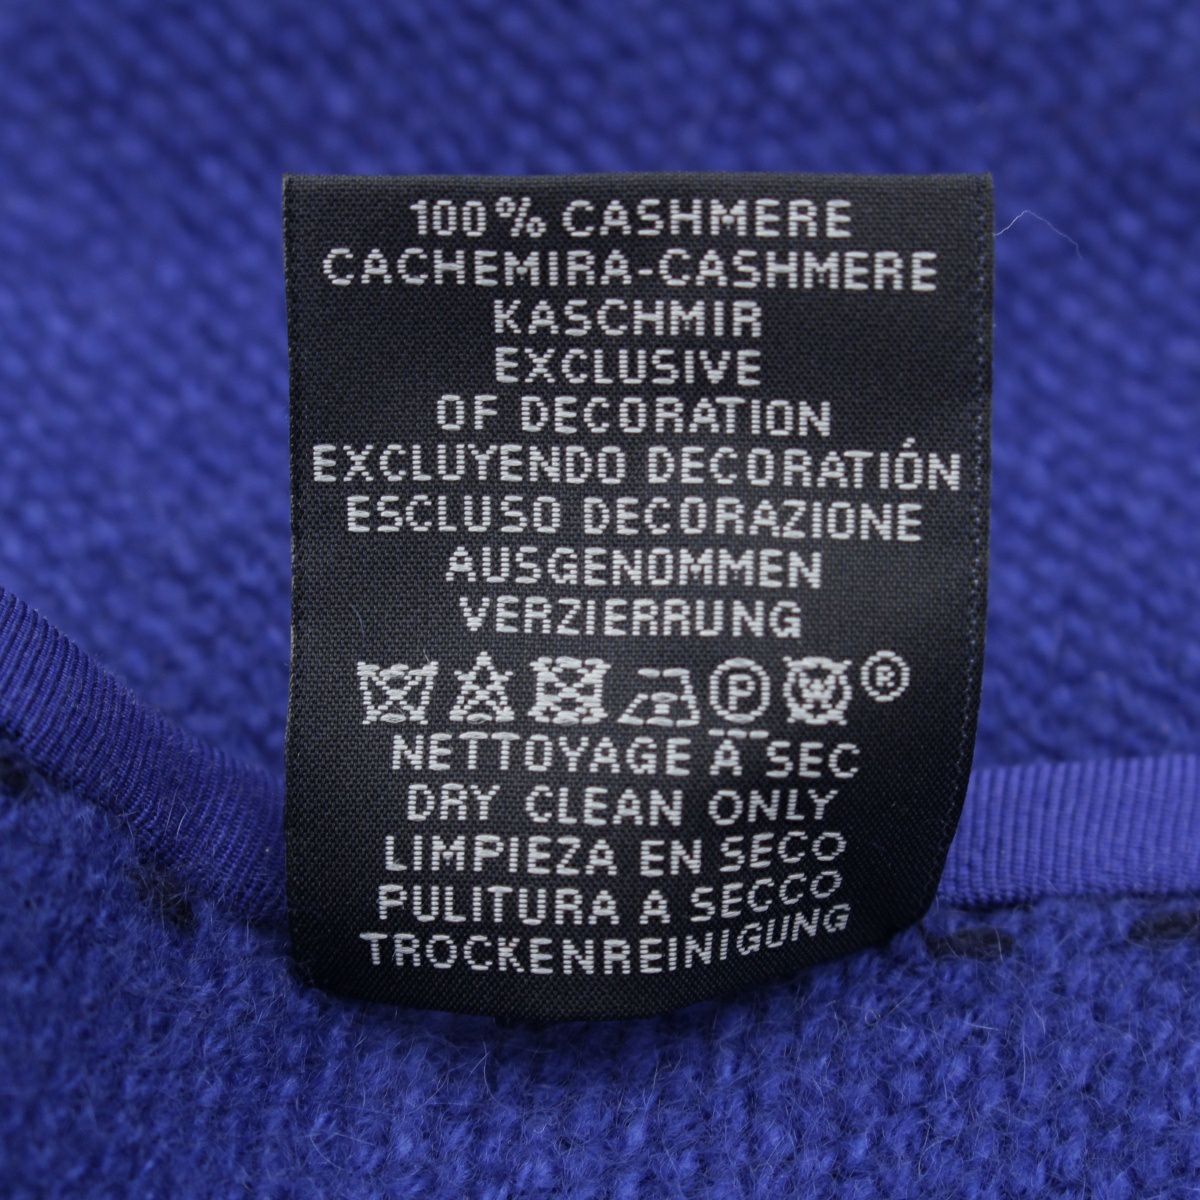 100% CASHMERE
CACHEMIRA-CASHMERE
KASCHMIR
EXCLUSIVE
OF DECORATION
EXCLUYENDO DECORATIÓN
ESCLUSO DECORAZIONE
AUSGENOMMEN
VERZIERRUNG
P W ®
NETTOYAGE À SEC
DRY CLEAN ONLY
LIMPIEZA EN SECO
PULITURA A SECCO
TROCKENREINIGUNG